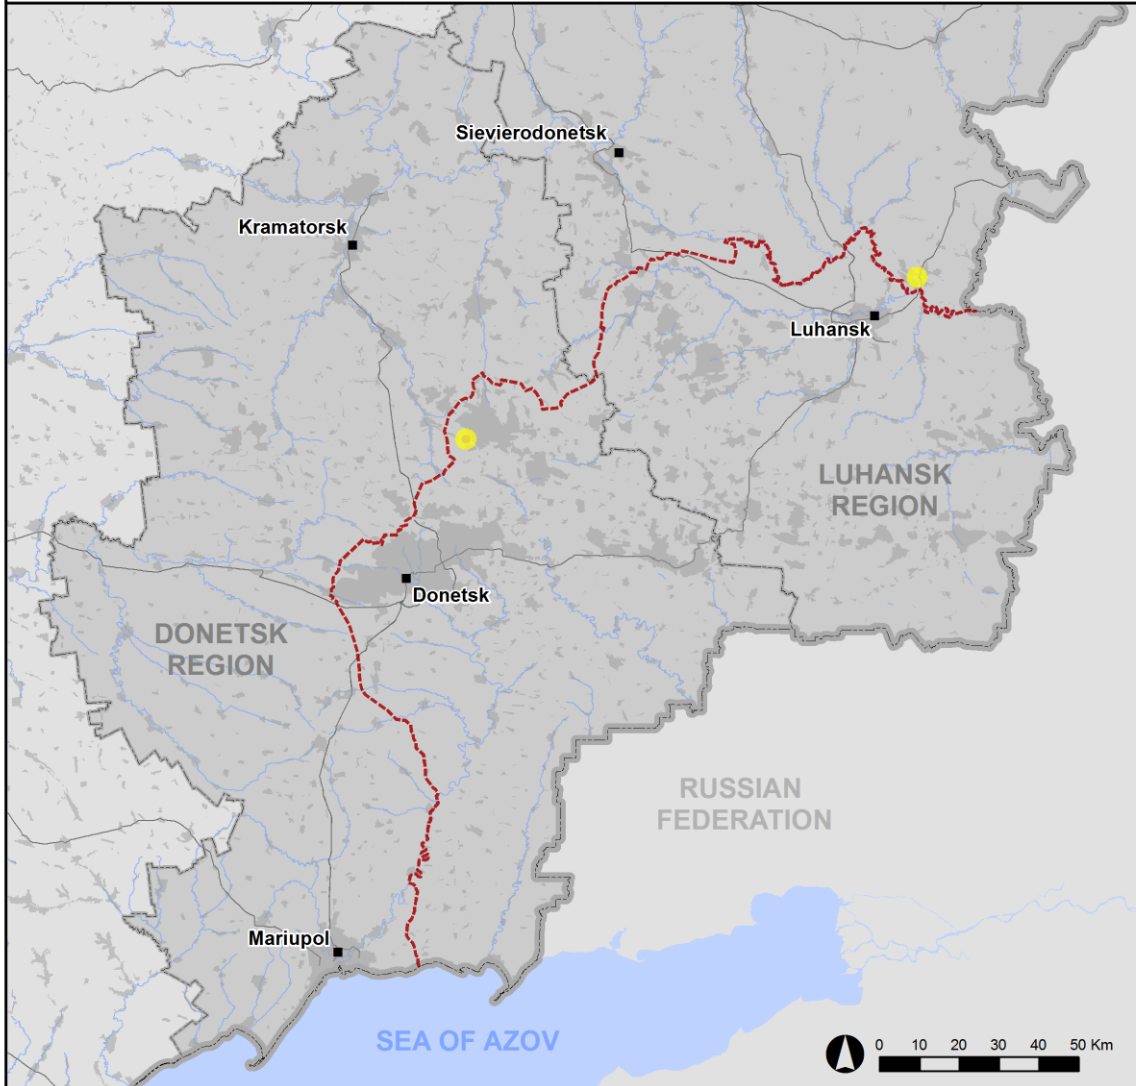 Sievierodonetsk
Kramatorsk
Luhansk
LUHANSK
REGION
Donetsk
DONETSK
REGION
RUSSIAN
FEDERATION
Mariupol
SEA OF AZOV
0 10 20 30 40 50 Km